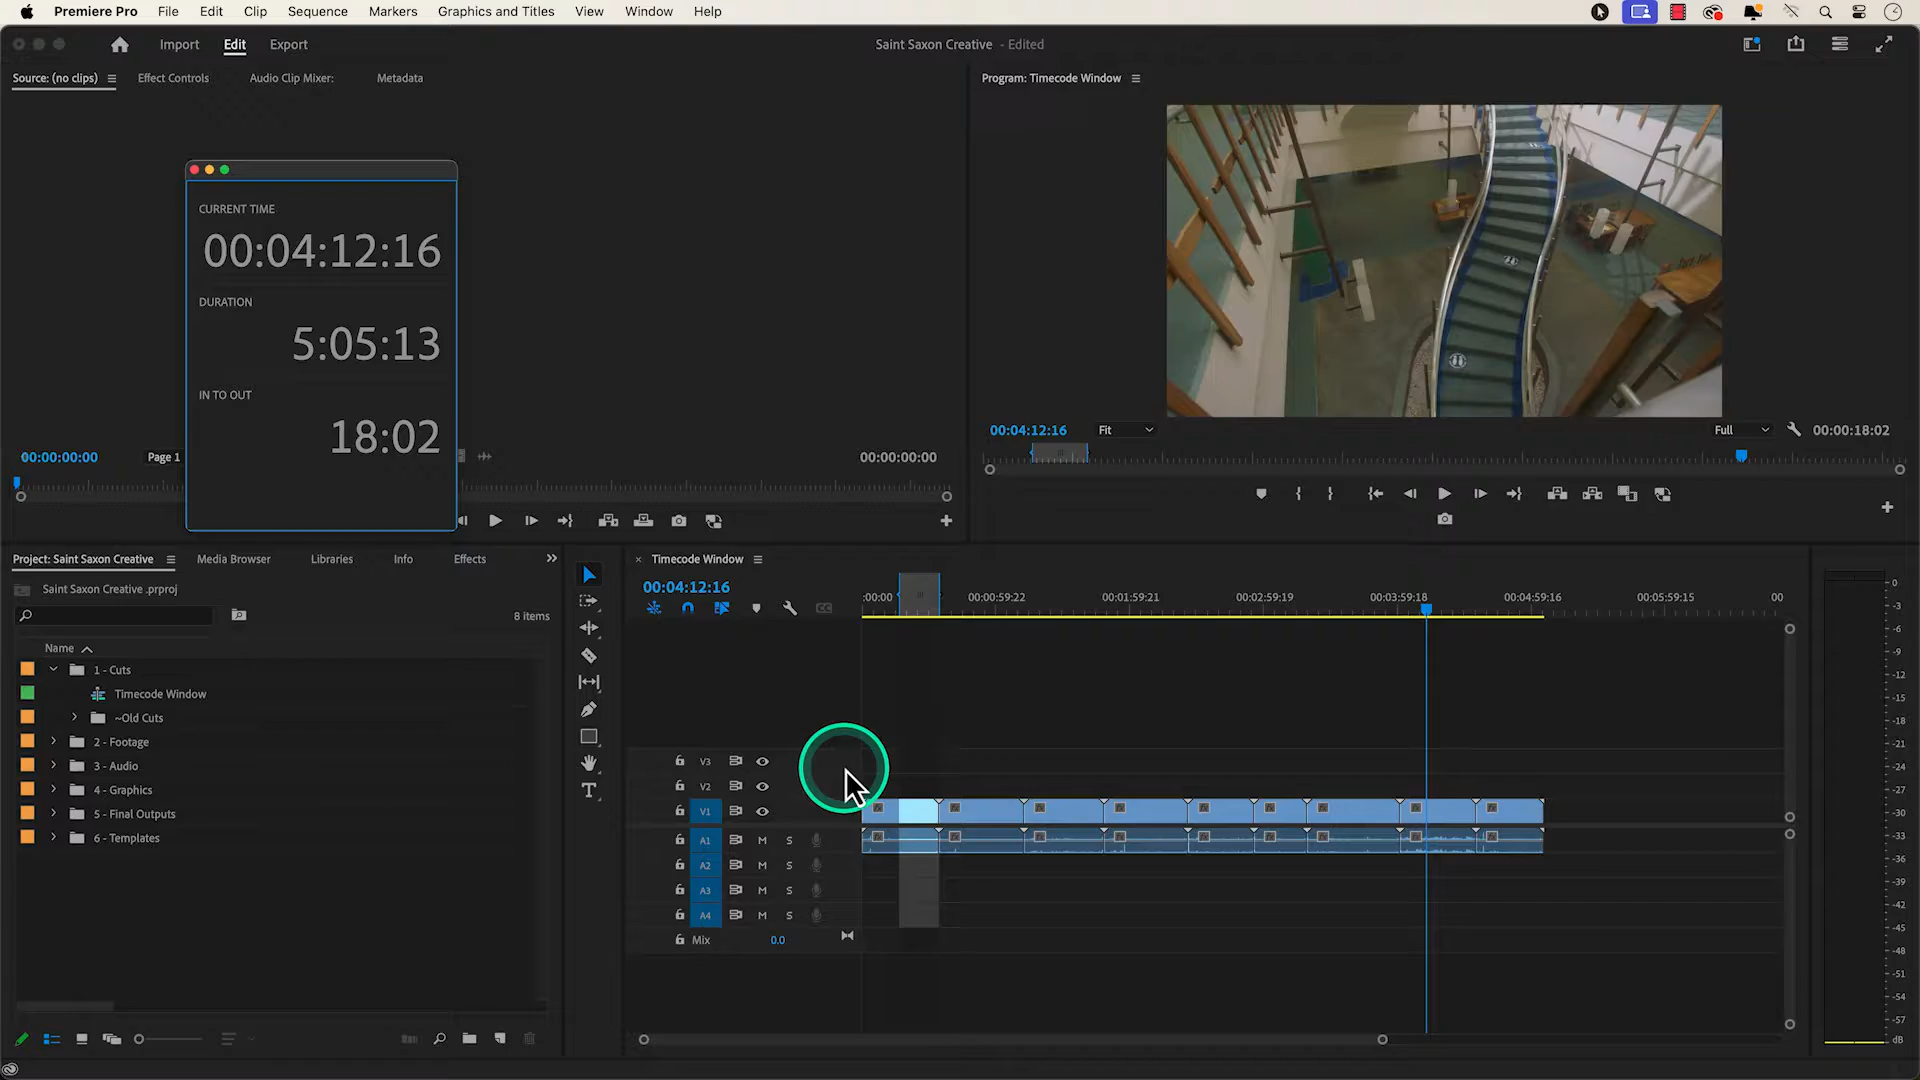 Premiere Pro File Edit Clip Sequence Markers Graphics and Titles View Window Help
Import Edit Export Saint Saxon Creative - Edited
Source: (no clips) Effect Controls Audio Clip Mixer: Metadata Program: Timecode Window
CURRENT TIME
00:04:12:16
DURATION
5:05:13
IN TO OUT
18:02
00:00:00:00 Page 1 00:00:00:00
00:04:12:16 Fit Full 00:00:18:02
Project: Saint Saxon Creative Media Browser Libraries Info Effects
Saint Saxon Creative .prproj
8 items
Name
1 - Cuts
Timecode Window
~Old Cuts
2 - Footage
3 - Audio
4 - Graphics
5 - Final Outputs
6 - Templates
Timecode Window
00:04:12:16
:00:00 00:00:59:22 00:01:59:21 00:02:59:19 00:03:59:18 00:04:59:16 00:05:59:15 00
V3
V2
V1
A1 M S
A2 M S
A3 M S
A4 M S
Mix 0.0
0
-3
-6
-9
-12
-15
-18
-21
-24
-27
-30
-33
-36
-39
-42
-45
-48
-51
-54
-57
dB